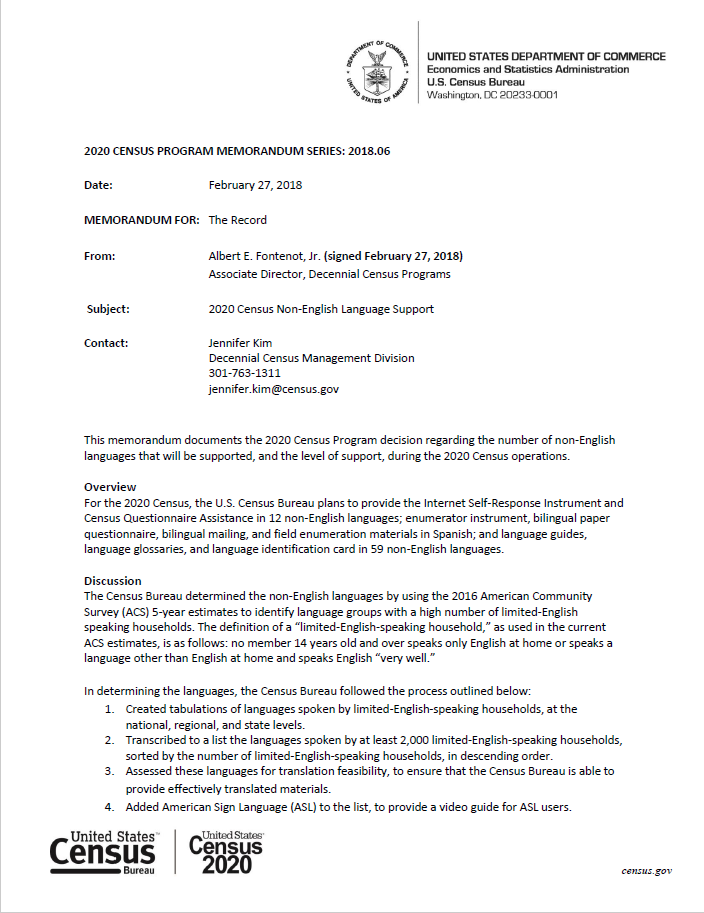 DEPARTMENT OF COMMERCE
UNITED STATES OF AMERICA
UNITED STATES DEPARTMENT OF COMMERCE
Economics and Statistics Administration
U.S. Census Bureau
Washington, DC 20233-0001
2020 CENSUS PROGRAM MEMORANDUM SERIES: 2018.06
Date: February 27, 2018
MEMORANDUM FOR: The Record
From: Albert E. Fontenot, Jr. (signed February 27, 2018)
Associate Director, Decennial Census Programs
Subject: 2020 Census Non-English Language Support
Contact: Jennifer Kim
Decennial Census Management Division
301-763-1311
jennifer.kim@census.gov
This memorandum documents the 2020 Census Program decision regarding the number of non-English
languages that will be supported, and the level of support, during the 2020 Census operations.
Overview
For the 2020 Census, the U.S. Census Bureau plans to provide the Internet Self-Response Instrument and
Census Questionnaire Assistance in 12 non-English languages; enumerator instrument, bilingual paper
questionnaire, bilingual mailing, and field enumeration materials in Spanish; and language guides,
language glossaries, and language identification card in 59 non-English languages.
Discussion
The Census Bureau determined the non-English languages by using the 2016 American Community
Survey (ACS) 5-year estimates to identify language groups with a high number of limited-English
speaking households. The definition of a “limited-English-speaking household,” as used in the current
ACS estimates, is as follows: no member 14 years old and over speaks only English at home or speaks a
language other than English at home and speaks English “very well.”
In determining the languages, the Census Bureau followed the process outlined below:
1. Created tabulations of languages spoken by limited-English-speaking households, at the
national, regional, and state levels.
2. Transcribed to a list the languages spoken by at least 2,000 limited-English-speaking households,
sorted by the number of limited-English-speaking households, in descending order.
3. Assessed these languages for translation feasibility, to ensure that the Census Bureau is able to
provide effectively translated materials.
4. Added American Sign Language (ASL) to the list, to provide a video guide for ASL users.
United States™
Census
Bureau
United States®
Census
2020
census.gov